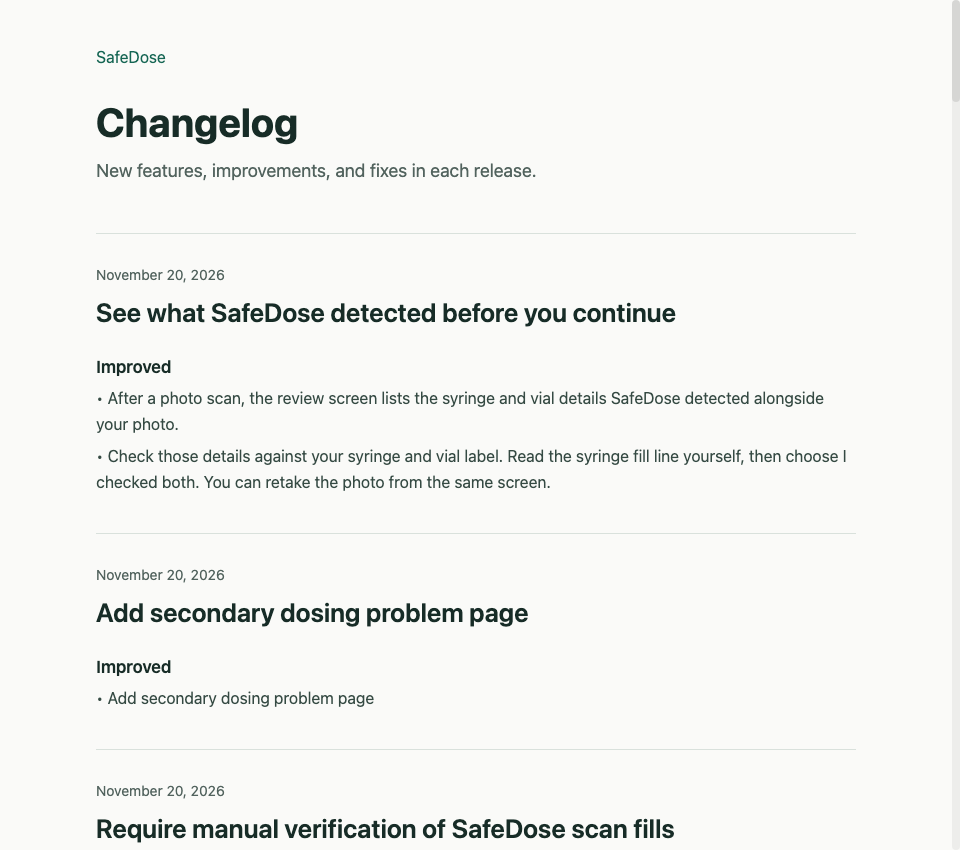 SafeDose
Changelog
New features, improvements, and fixes in each release.
November 20, 2026
See what SafeDose detected before you continue
Improved
• After a photo scan, the review screen lists the syringe and vial details SafeDose detected alongside
your photo.
• Check those details against your syringe and vial label. Read the syringe fill line yourself, then choose I
checked both. You can retake the photo from the same screen.
November 20, 2026
Add secondary dosing problem page
Improved
• Add secondary dosing problem page
November 20, 2026
Require manual verification of SafeDose scan fills